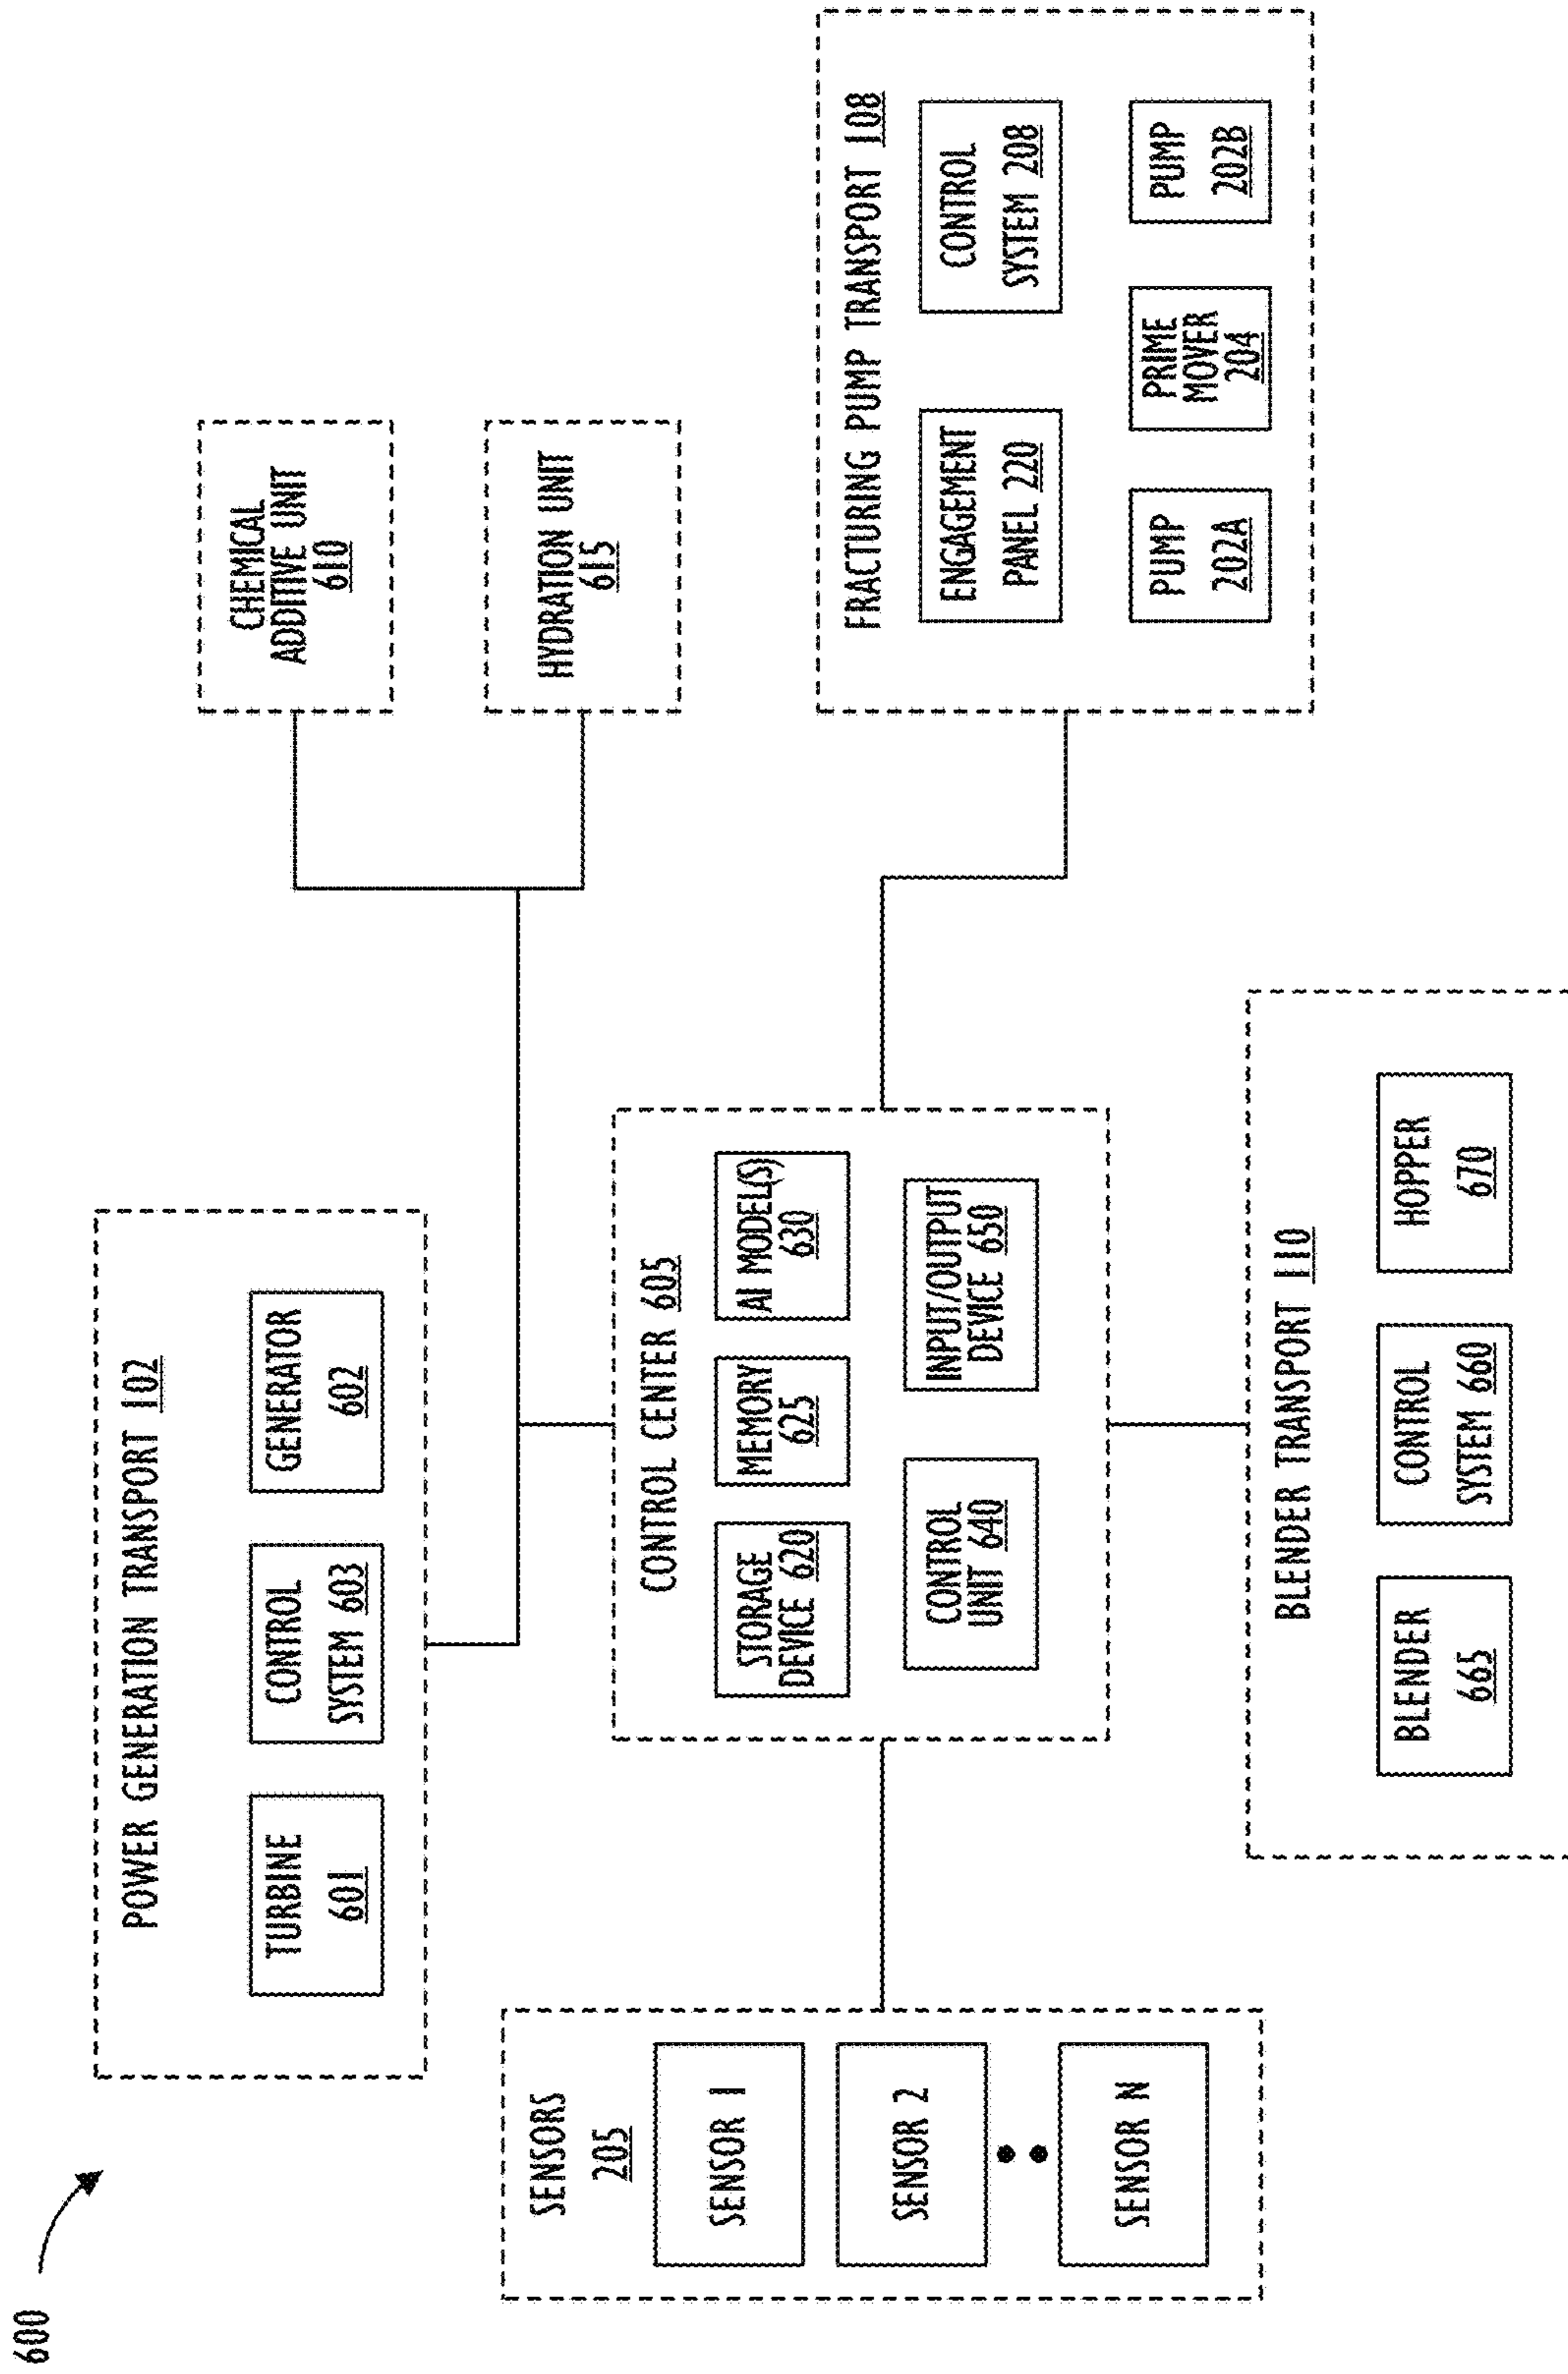 600
POWER GENERATION TRANSPORT 102
TURBINE
601
CONTROL
SYSTEM 603
GENERATOR
602
CHEMICAL
ADDITIVE UNIT
610
HYDRATION UNIT
615
SENSORS
205
SENSOR 1
SENSOR 2
SENSOR N
CONTROL CENTER 605
STORAGE
DEVICE 620
MEMORY
625
AI MODEL(S)
630
CONTROL
UNIT 640
INPUT/OUTPUT
DEVICE 650
FRACTURING PUMP TRANSPORT 108
ENGAGEMENT
PANEL 220
CONTROL
SYSTEM 208
PUMP
202A
PRIME
MOVER
204
PUMP
202B
BLENDER TRANSPORT 110
BLENDER
665
CONTROL
SYSTEM 660
HOPPER
670